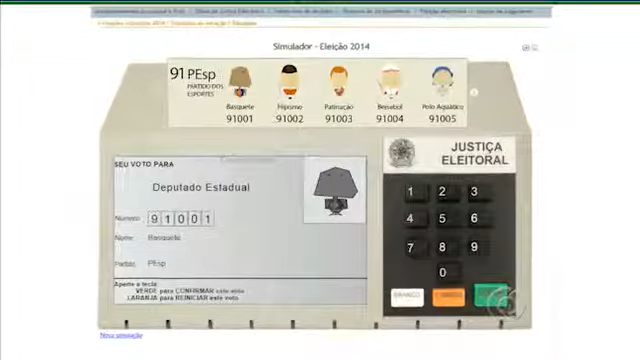 Simulador - Eleição 2014
91 PEsp
PARTIDO DOS
ESPORTES
Basquete
Hipismo
Patinação
Beisebol
Polo Aquático
91001
91002
91003
91004
91005
JUSTIÇA
ELEITORAL
SEU VOTO PARA
Deputado Estadual
Número:
9 1 0 0 1
Nome:
Basquete
Partido:
PEsp
Aperte a tecla:
VERDE para CONFIRMAR este voto
LARANJA para REINICIAR este voto
1 2 3
4 5 6
7 8 9
0
BRANCO
Nova simulação